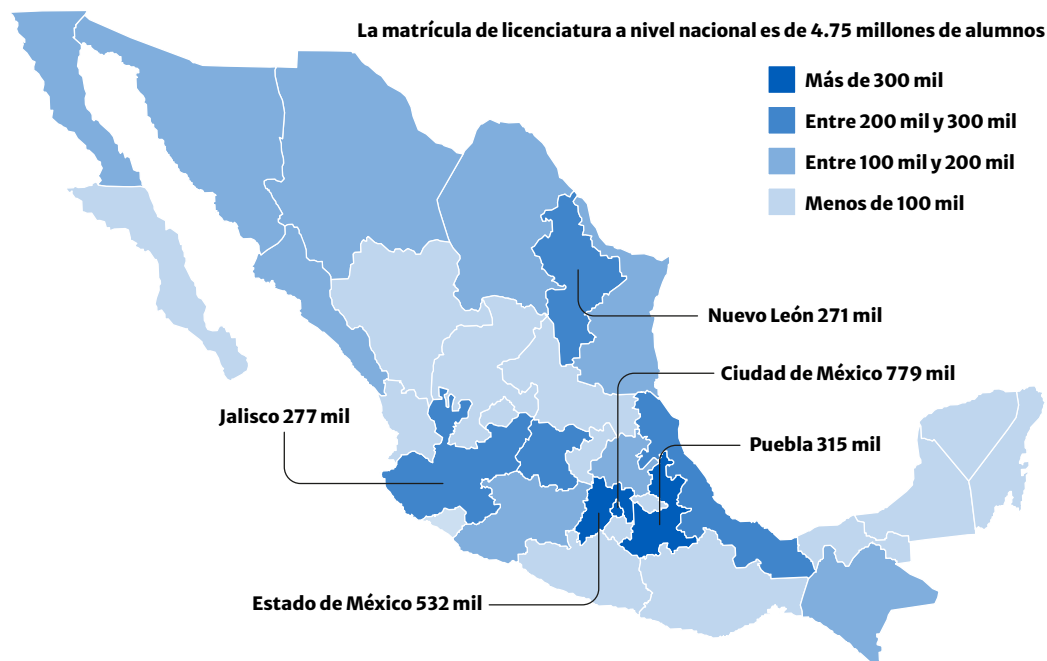 La matrícula de licenciatura a nivel nacional es de 4.75 millones de alumnos
Más de 300 mil
Entre 200 mil y 300 mil
Entre 100 mil y 200 mil
Menos de 100 mil
Nuevo León 271 mil
Ciudad de México 779 mil
Jalisco 277 mil
Puebla 315 mil
Estado de México 532 mil